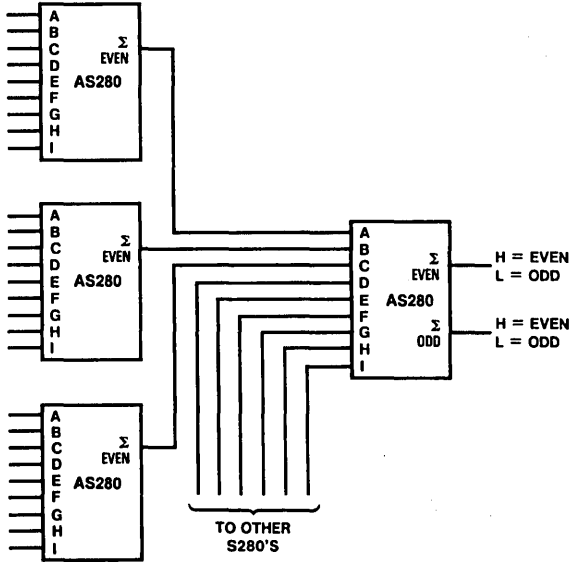 A
B
C
D
E
F
G
H
I
Σ
EVEN
AS280
A
B
C
D
E
F
G
H
I
Σ
EVEN
AS280
A
B
C
D
E
F
G
H
I
Σ
EVEN
AS280
A
B
C
D
E
F
G
H
I
Σ
EVEN
AS280
Σ
ODD
H = EVEN
L = ODD
H = EVEN
L = ODD
TO OTHER
S280'S